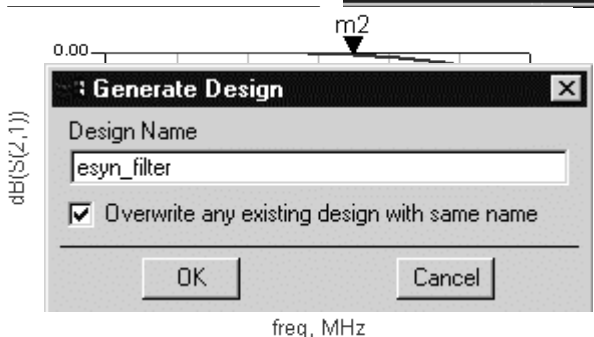 m2
0.00
Generate Design
dB(S(2,1))
Design Name
esyn_filter
Overwrite any existing design with same name
OK Cancel
freq, MHz